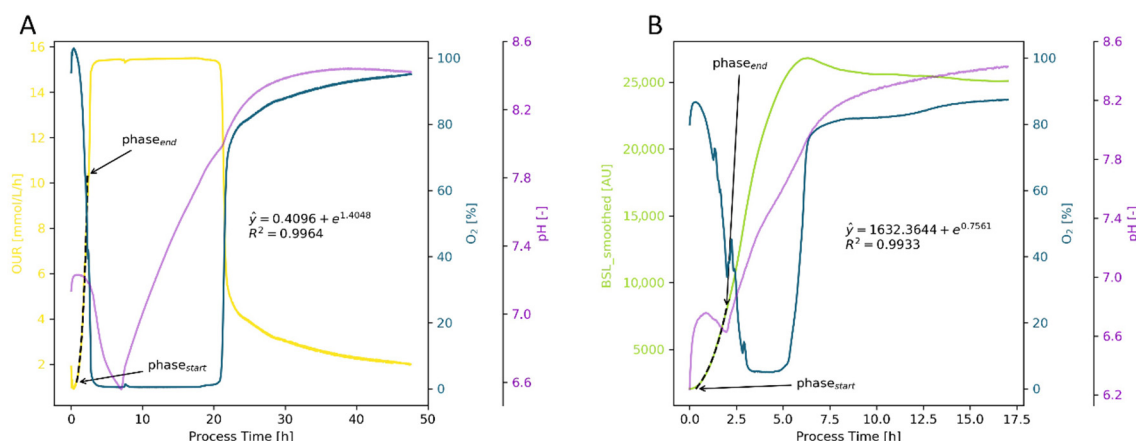 A
16
14
12
10
8
6
4
2
OUR [mmol/L/h]
0
10
20
30
40
50
Process Time [h]
phase_end
phase_start
ŷ = 0.4096 + e^1.4048
R² = 0.9964
100
80
60
40
20
0
O₂ [%]
8.6
8.2
7.8
7.4
7.0
6.6
pH [-]
B
25,000
20,000
15,000
10,000
5000
BSL_smoothed [AU]
0.0
2.5
5.0
7.5
10.0
12.5
15.0
17.5
Process Time [h]
phase_end
phase_start
ŷ = 1632.3644 + e^0.7561
R² = 0.9933
100
80
60
40
20
0
O₂ [%]
8.6
8.2
7.8
7.4
7.0
6.6
6.2
pH [-]